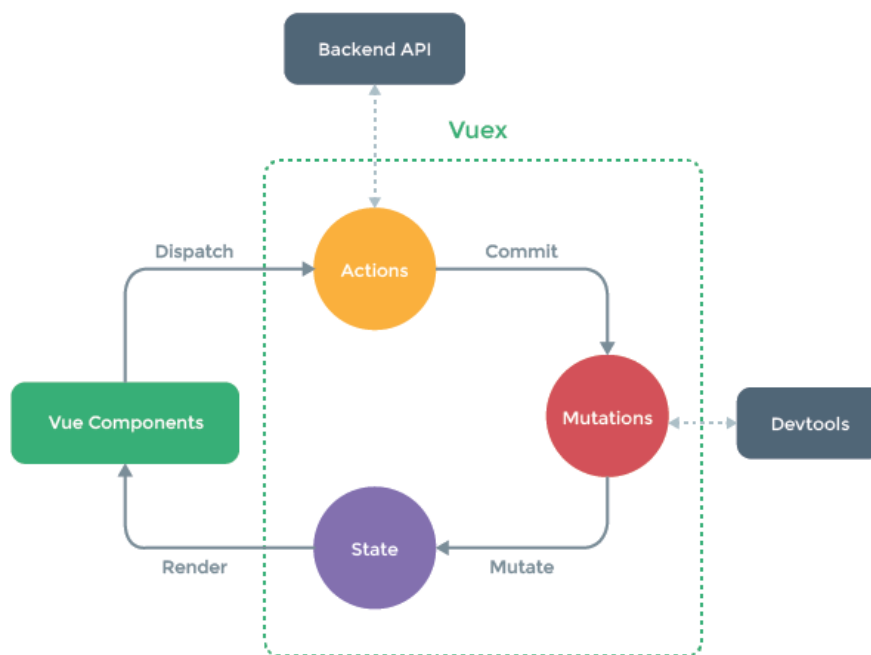 Backend API
Vuex
Dispatch
Actions
Commit
Vue Components
Mutations
Devtools
State
Render
Mutate